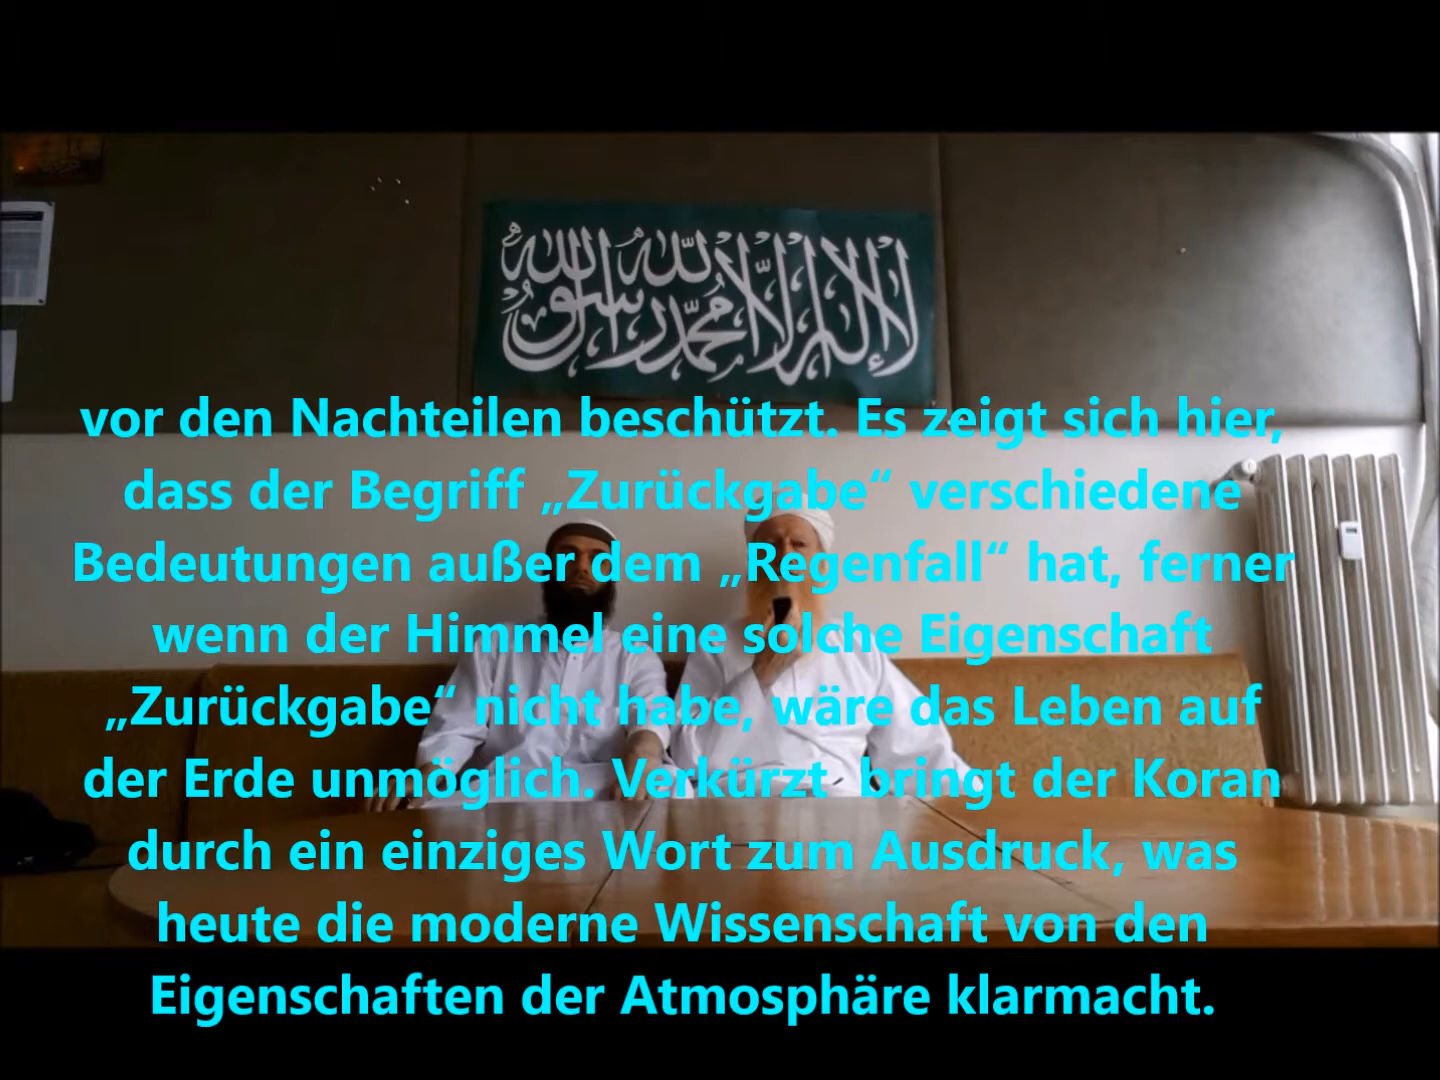 لا إله إلا الله محمد رسول الله
vor den Nachteilen beschützt. Es zeigt sich hier,
dass der Begriff „Zurückgabe“ verschiedene
Bedeutungen außer dem „Regenfall“ hat, ferner
wenn der Himmel eine solche Eigenschaft
„Zurückgabe“ nicht habe, wäre das Leben auf
der Erde unmöglich. Verkürzt bringt der Koran
durch ein einziges Wort zum Ausdruck, was
heute die moderne Wissenschaft von den
Eigenschaften der Atmosphäre klarmacht.